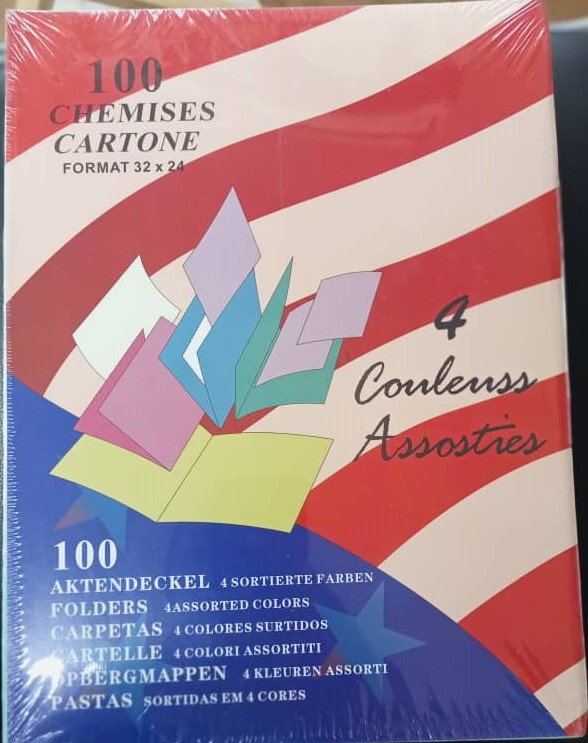 100
CHEMISES
CARTONE
FORMAT 32 x 24
4
Couleuss
Assosties
100
AKTENDECKEL 4 SORTIERTE FARBEN
FOLDERS 4ASSORTED COLORS
CARPETAS 4 COLORES SURTIDOS
CARTELLE 4 COLORI ASSORTITI
OPBERGMAPPEN 4 KLEUREN ASSORTI
PASTAS SORTIDAS EM 4 CORES